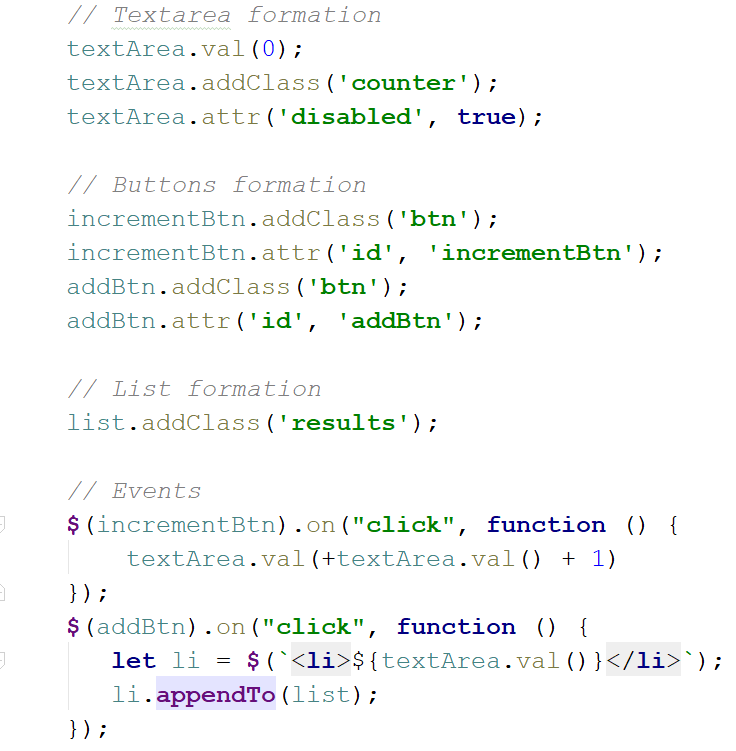 // Textarea formation
textArea.val(0);
textArea.addClass('counter');
textArea.attr('disabled', true);

// Buttons formation
incrementBtn.addClass('btn');
incrementBtn.attr('id', 'incrementBtn');
addBtn.addClass('btn');
addBtn.attr('id', 'addBtn');

// List formation
list.addClass('results');

// Events
$(incrementBtn).on("click", function () {
    textArea.val(+textArea.val() + 1)
});
$(addBtn).on("click", function () {
   let li = $(`<li>${textArea.val()}</li>`);
   li.appendTo(list);
});